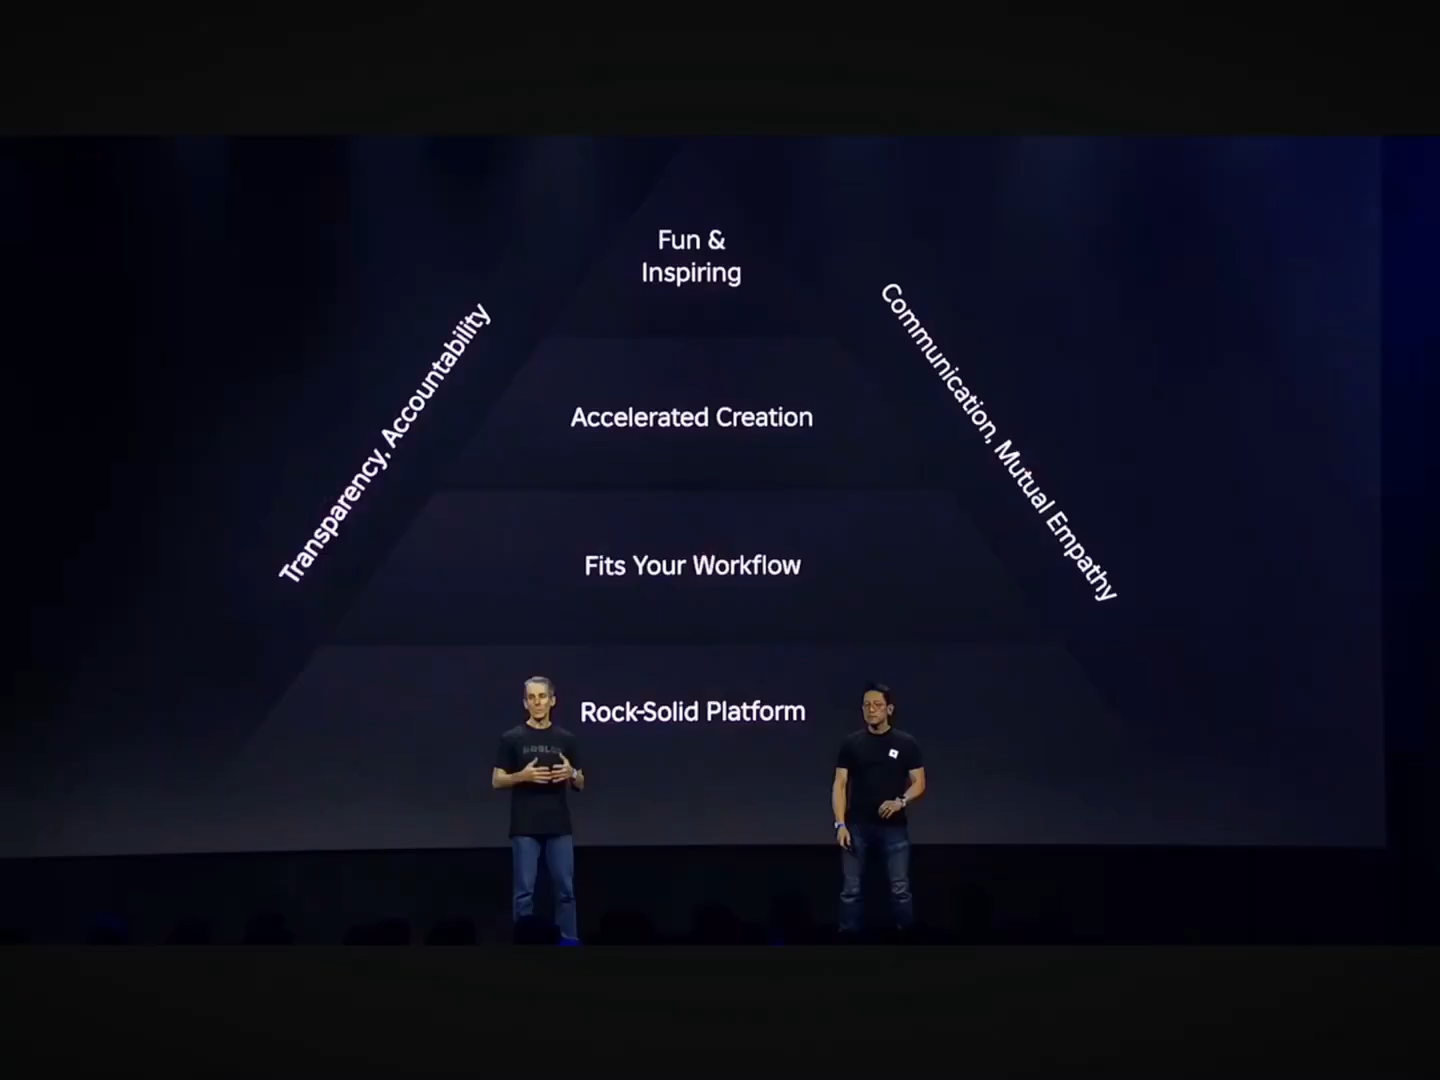 Fun &
Inspiring
Transparency, Accountability
Communication, Mutual Empathy
Accelerated Creation
Fits Your Workflow
Rock-Solid Platform